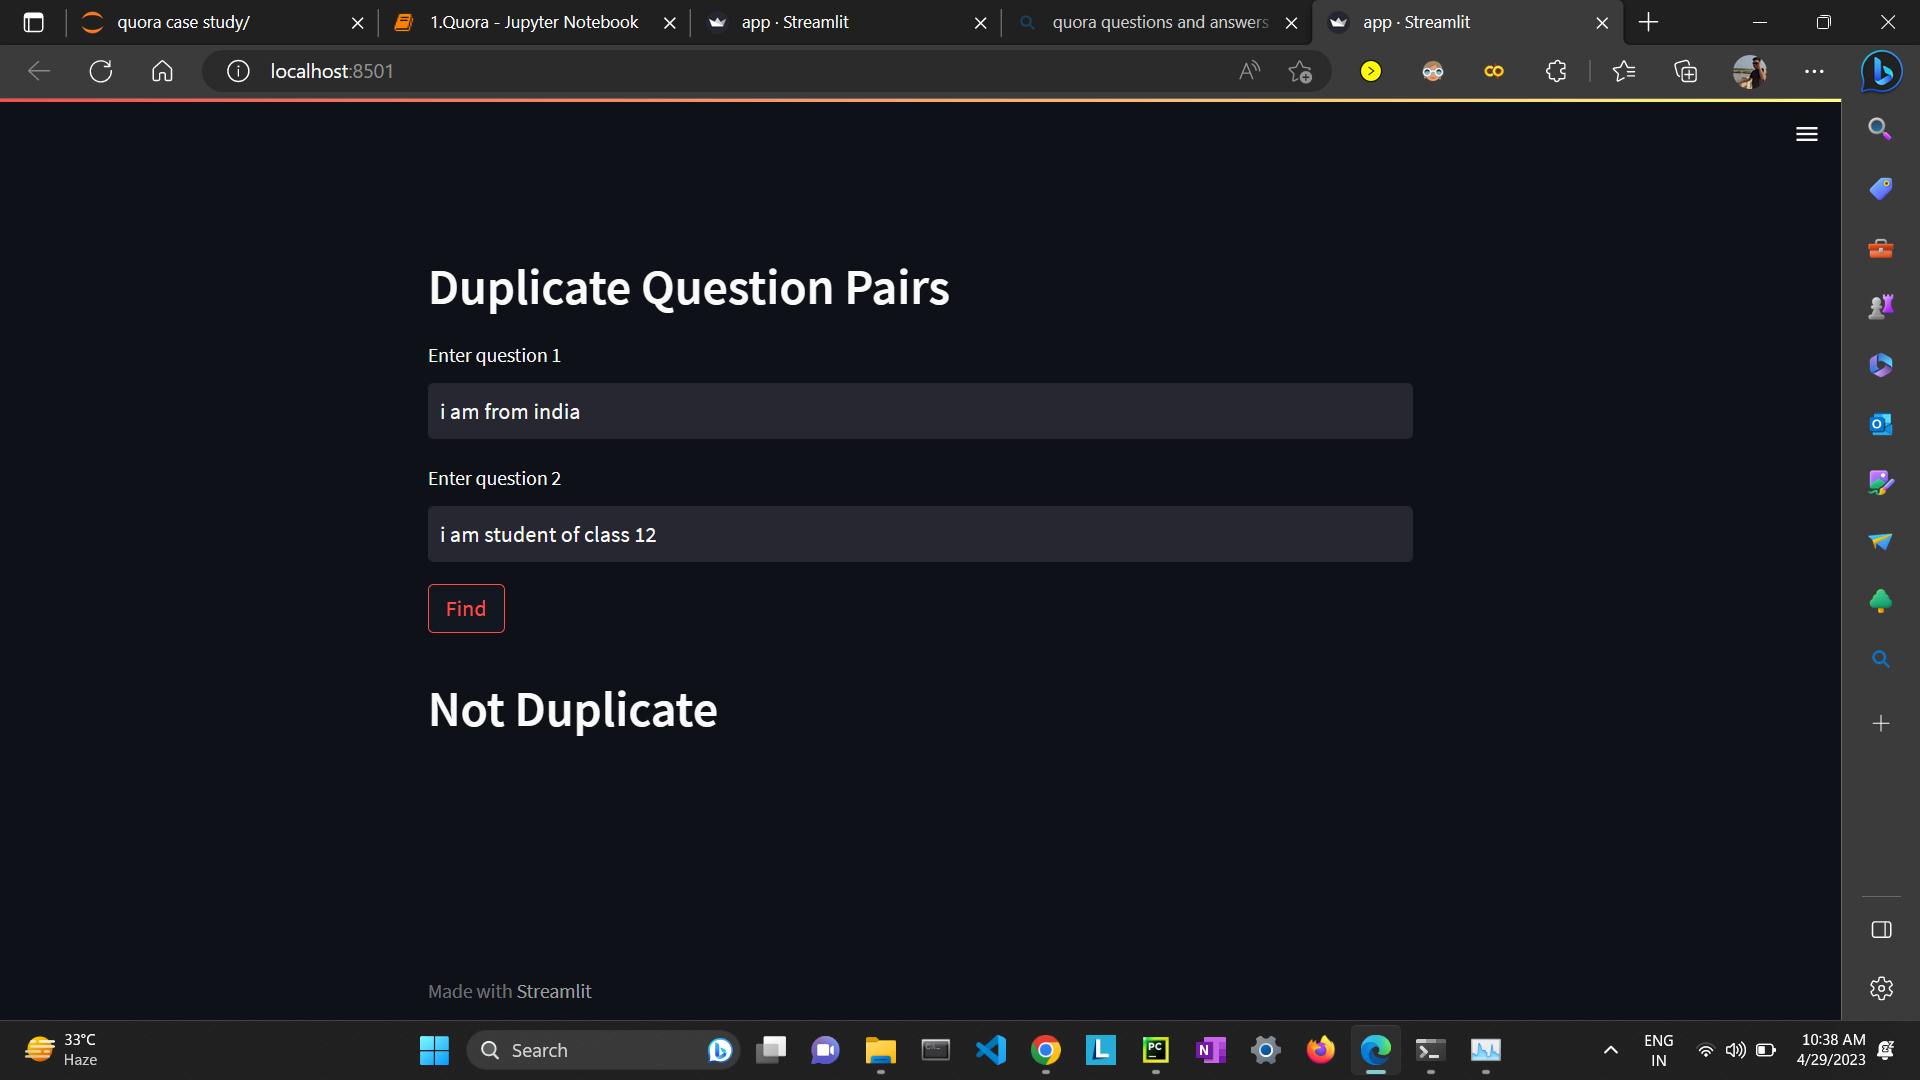 quora case study/
1.Quora - Jupyter Notebook
app · Streamlit
quora questions and answers
app · Streamlit
localhost:8501
Duplicate Question Pairs
Enter question 1
i am from india
Enter question 2
i am student of class 12
Find
Not Duplicate
Made with Streamlit
33°C
Haze
Search
ENG
IN
10:38 AM
4/29/2023